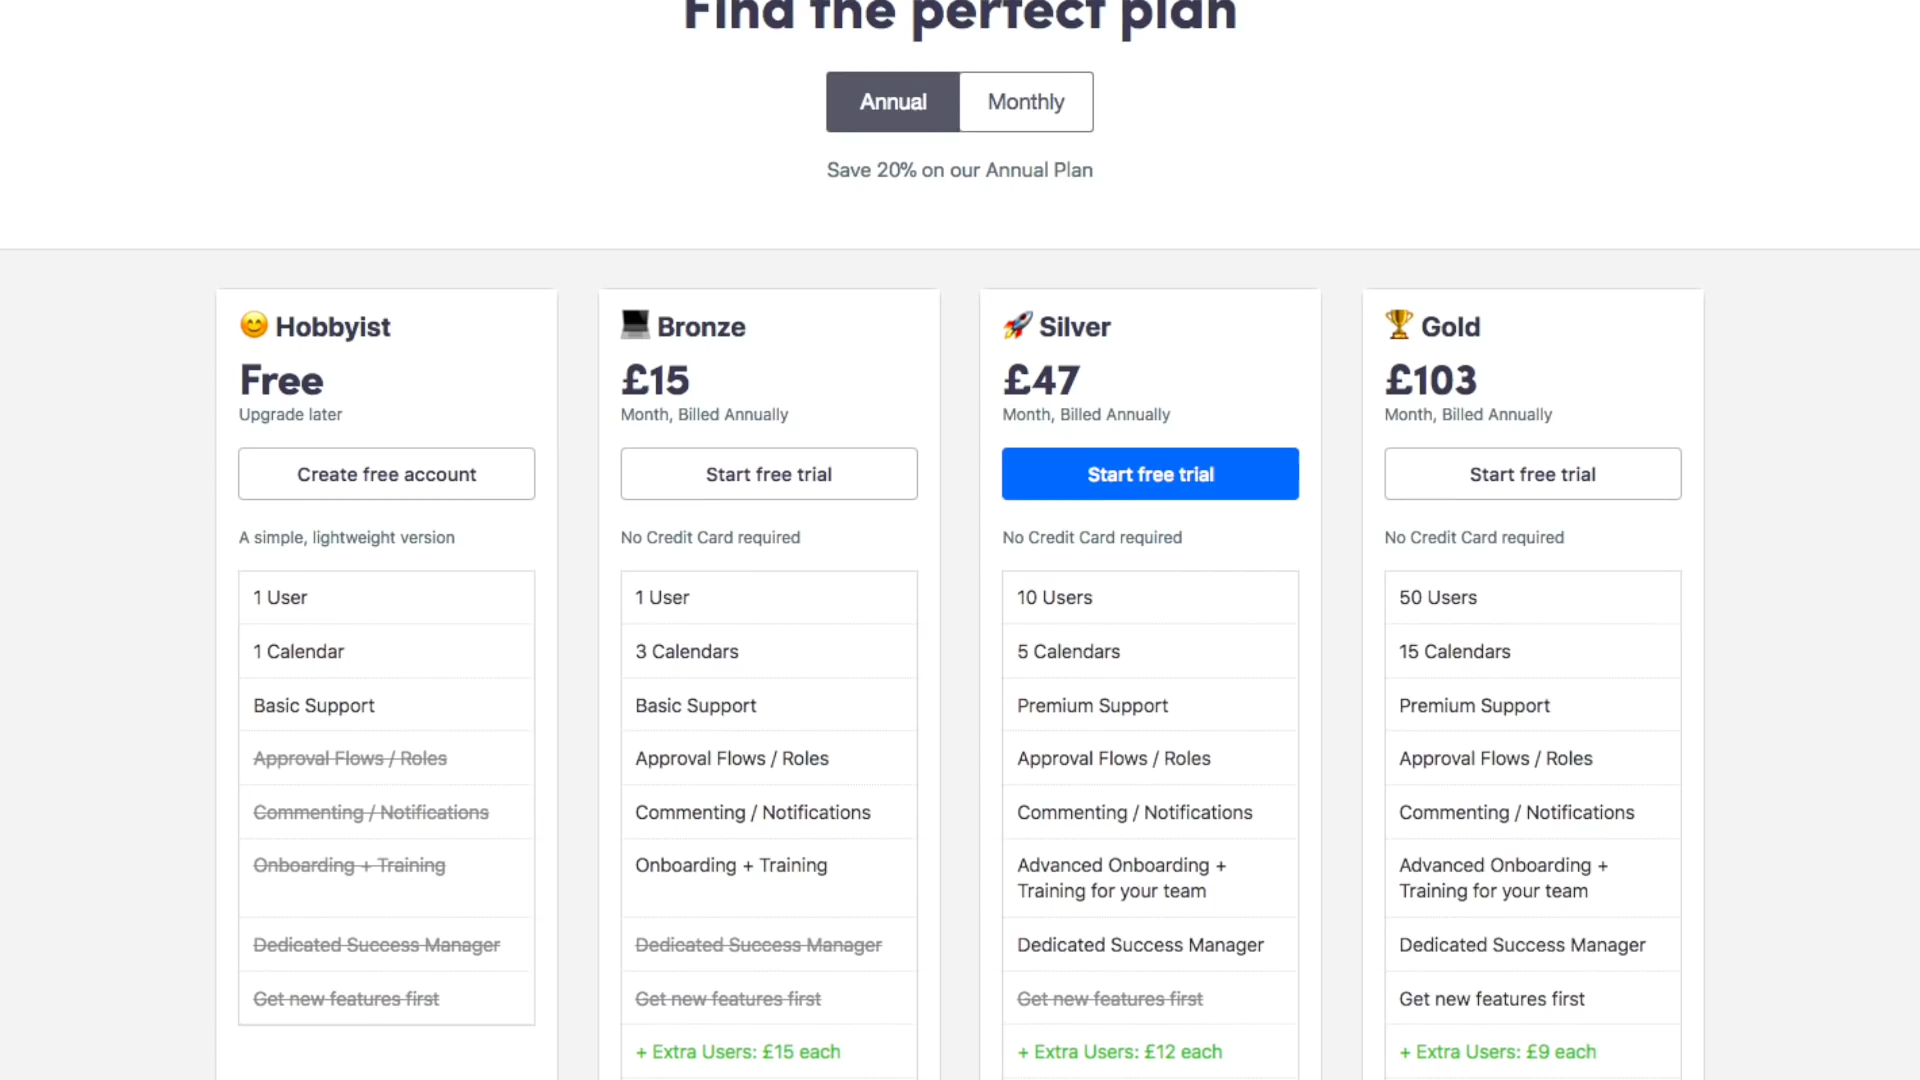 Find the perfect plan
Annual
Monthly
Save 20% on our Annual Plan
Hobbyist
Free
Upgrade later
Create free account
A simple, lightweight version
1 User
1 Calendar
Basic Support
Approval Flows / Roles
Commenting / Notifications
Onboarding + Training
Dedicated Success Manager
Get new features first
Bronze
£15
Month, Billed Annually
Start free trial
No Credit Card required
1 User
3 Calendars
Basic Support
Approval Flows / Roles
Commenting / Notifications
Onboarding + Training
Dedicated Success Manager
Get new features first
+ Extra Users: £15 each
Silver
£47
Month, Billed Annually
Start free trial
No Credit Card required
10 Users
5 Calendars
Premium Support
Approval Flows / Roles
Commenting / Notifications
Advanced Onboarding +
Training for your team
Dedicated Success Manager
Get new features first
+ Extra Users: £12 each
Gold
£103
Month, Billed Annually
Start free trial
No Credit Card required
50 Users
15 Calendars
Premium Support
Approval Flows / Roles
Commenting / Notifications
Advanced Onboarding +
Training for your team
Dedicated Success Manager
Get new features first
+ Extra Users: £9 each